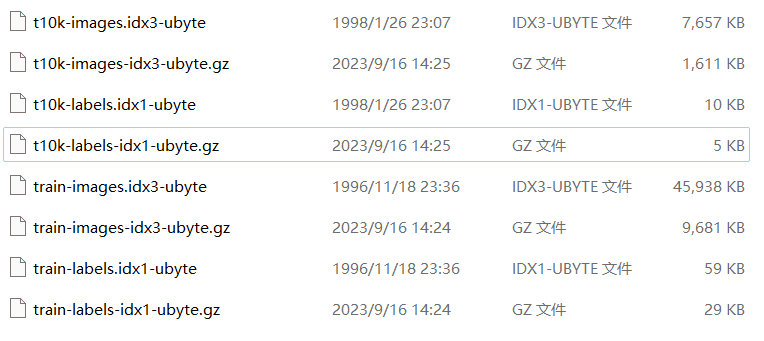 t10k-images.idx3-ubyte 1998/1/26 23:07 IDX3-UBYTE 文件 7,657 KB
t10k-images-idx3-ubyte.gz 2023/9/16 14:25 GZ 文件 1,611 KB
t10k-labels.idx1-ubyte 1998/1/26 23:07 IDX1-UBYTE 文件 10 KB
t10k-labels-idx1-ubyte.gz 2023/9/16 14:25 GZ 文件 5 KB
train-images.idx3-ubyte 1996/11/18 23:36 IDX3-UBYTE 文件 45,938 KB
train-images-idx3-ubyte.gz 2023/9/16 14:24 GZ 文件 9,681 KB
train-labels.idx1-ubyte 1996/11/18 23:36 IDX1-UBYTE 文件 59 KB
train-labels-idx1-ubyte.gz 2023/9/16 14:24 GZ 文件 29 KB